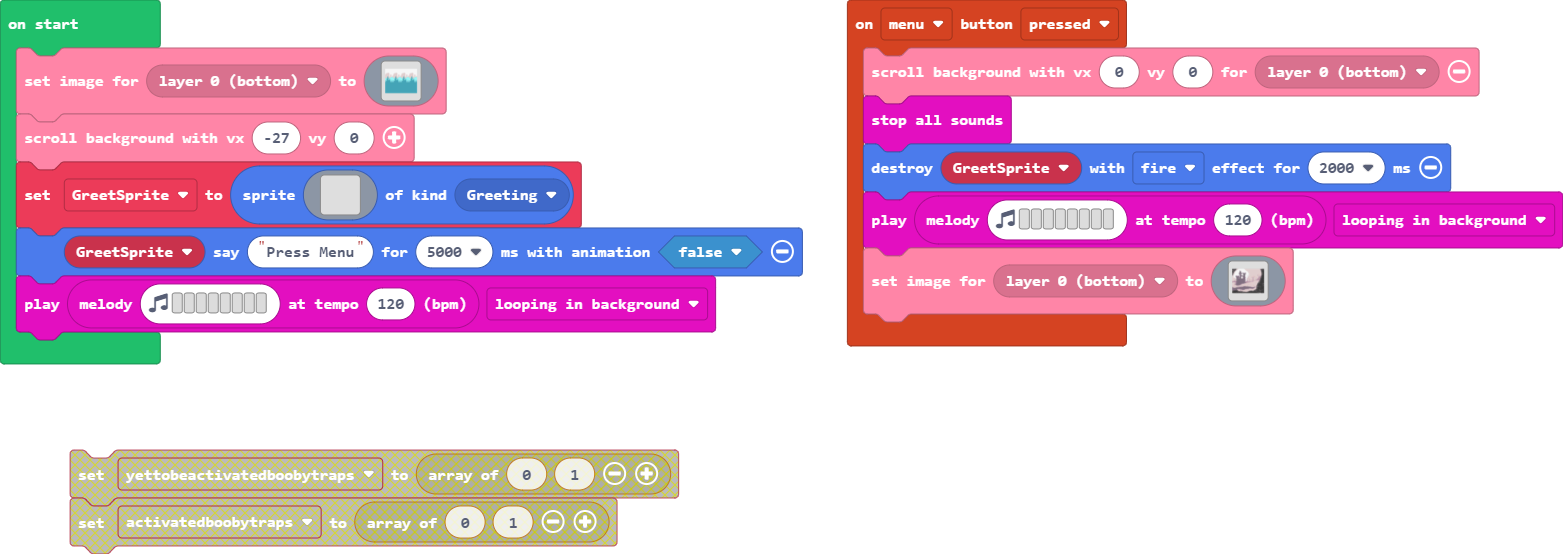 on start
set image for layer 0 (bottom) to
scroll background with vx -27 vy 0
set GreetSprite to sprite of kind Greeting
GreetSprite say "Press Menu" for 5000 ms with animation false
play melody at tempo 120 (bpm) looping in background
on menu button pressed
scroll background with vx 0 vy 0 for layer 0 (bottom)
stop all sounds
destroy GreetSprite with fire effect for 2000 ms
play melody at tempo 120 (bpm) looping in background
set image for layer 0 (bottom) to
set yettobeactivatedboobytraps to array of 0 1
set activatedboobytraps to array of 0 1